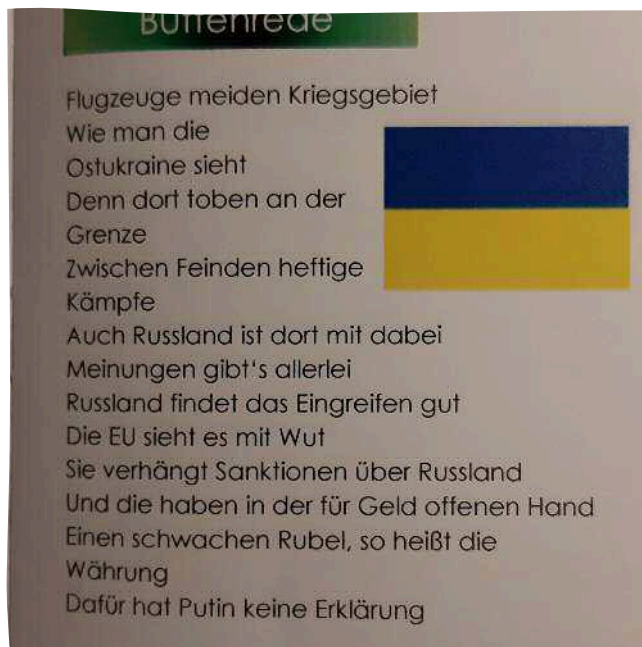 Büttenrede
Flugzeuge meiden Kriegsgebiet
Wie man die
Ostukraine sieht
Denn dort toben an der
Grenze
Zwischen Feinden heftige
Kämpfe
Auch Russland ist dort mit dabei
Meinungen gibt's allerlei
Russland findet das Eingreifen gut
Die EU sieht es mit Wut
Sie verhängt Sanktionen über Russland
Und die haben in der für Geld offenen Hand
Einen schwachen Rubel, so heißt die
Währung
Dafür hat Putin keine Erklärung